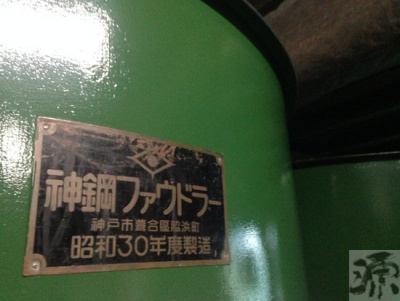 神鋼ファウドラー
神戸市葺合區脇浜町
昭和30年度製造
源